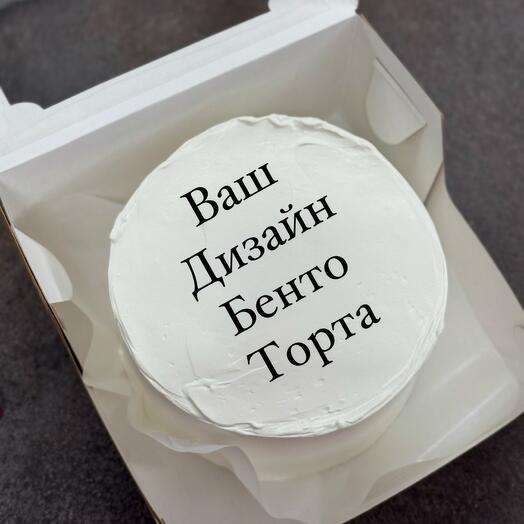 Ваш
Дизайн
Бенто
Торта